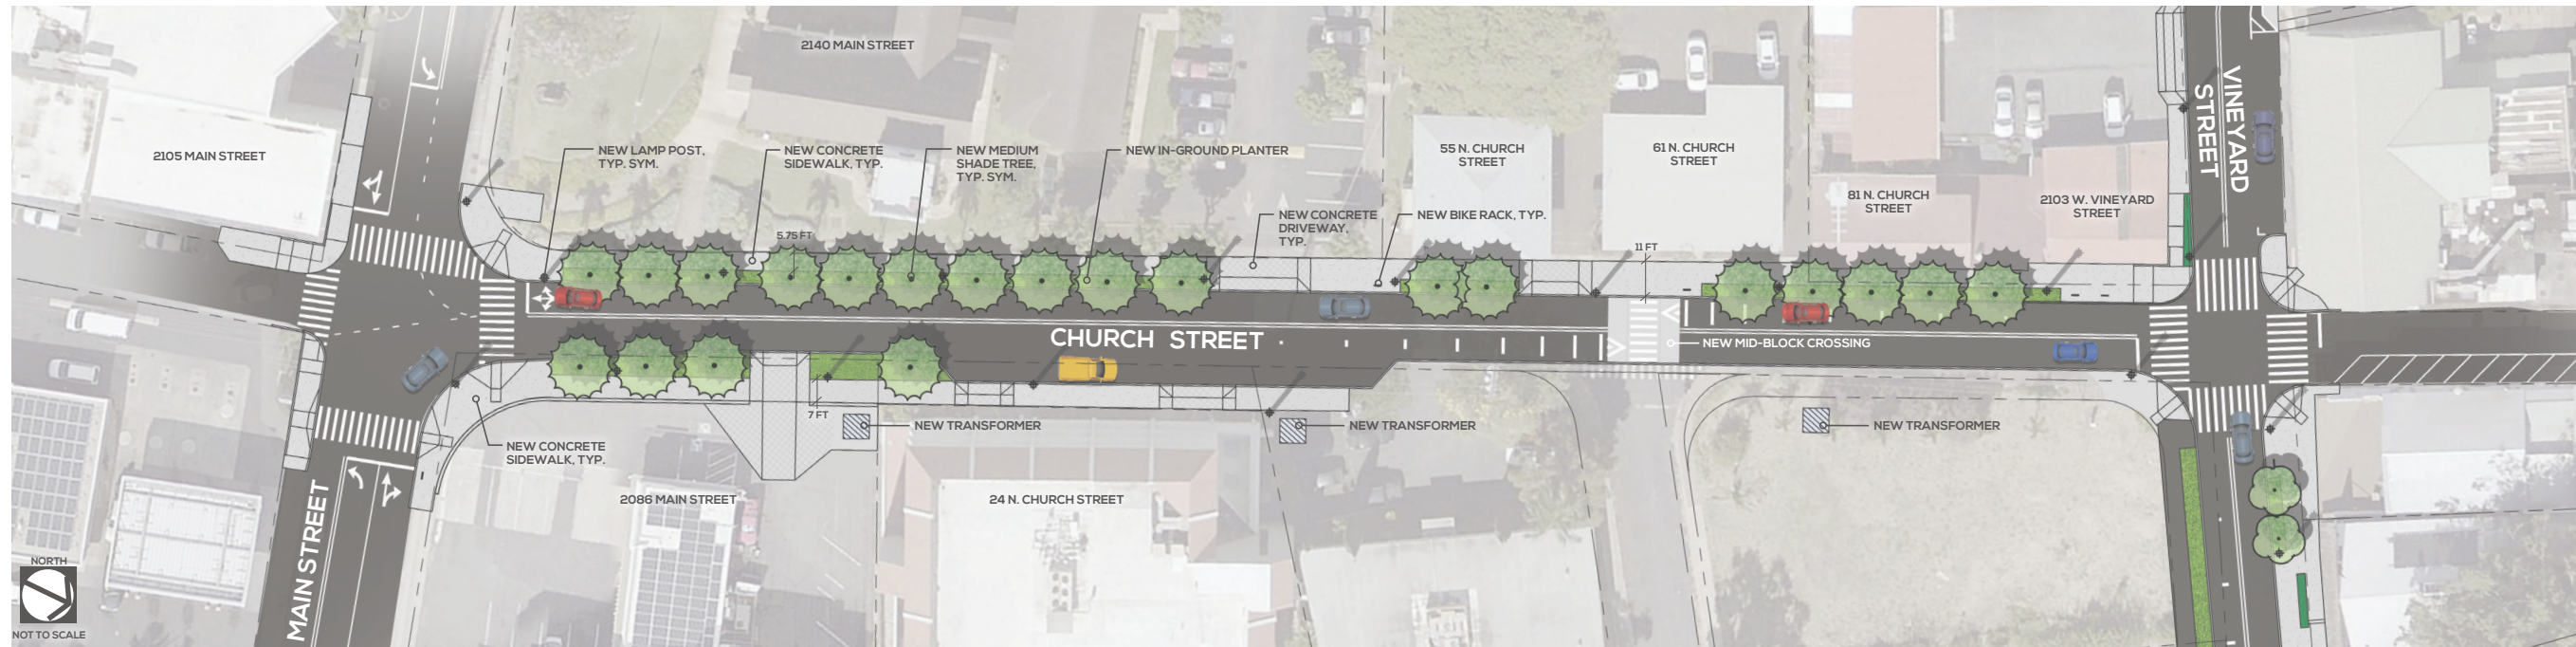 2140 MAIN STREET
2105 MAIN STREET
NEW LAMP POST,
TYP. SYM.
NEW CONCRETE
SIDEWALK, TYP.
NEW MEDIUM
SHADE TREE,
TYP. SYM.
NEW IN-GROUND PLANTER
55 N. CHURCH
STREET
61 N. CHURCH
STREET
81 N. CHURCH
STREET
2103 W. VINEYARD
STREET
VINEYARD
STREET
NEW CONCRETE
DRIVEWAY,
TYP.
NEW BIKE RACK, TYP.
5.75 FT
11 FT
CHURCH STREET
NEW MID-BLOCK CROSSING
7 FT
NEW TRANSFORMER
NEW TRANSFORMER
NEW TRANSFORMER
NEW CONCRETE
SIDEWALK, TYP.
2086 MAIN STREET
24 N. CHURCH STREET
MAIN STREET
NORTH
NOT TO SCALE